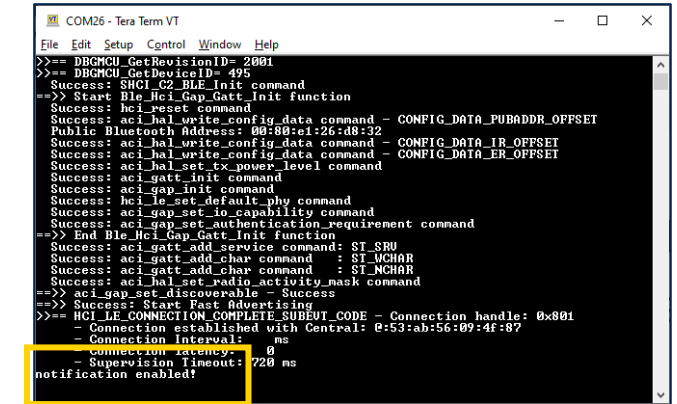 COM26 - Tera Term VT
File Edit Setup Control Window Help
>>== DBGMCU_GetRevisionID= 2001
>>== DBGMCU_GetDeviceID= 495
Success: SHCI_C2_BLE_Init command
==>> Start Ble_Hci_Gap_Gatt_Init function
Success: hci_reset command
Success: aci_hal_write_config_data command - CONFIG_DATA_PUBADDR_OFFSET
Public Bluetooth Address: 00:80:e1:26:d8:32
Success: aci_hal_write_config_data command - CONFIG_DATA_IR_OFFSET
Success: aci_hal_write_config_data command - CONFIG_DATA_ER_OFFSET
Success: aci_hal_set_tx_power_level command
Success: aci_gatt_init command
Success: aci_gap_init command
Success: hci_le_set_default_phy command
Success: aci_gap_set_io_capability command
Success: aci_gap_set_authentication_requirement command
==>> End Ble_Hci_Gap_Gatt_Init function
Success: aci_gatt_add_service command: ST_SRV
Success: aci_gatt_add_char command : ST_WCHAR
Success: aci_gatt_add_char command : ST_NCHAR
Success: aci_hal_set_radio_activity_mask command
==>> aci_gap_set_discoverable - Success
==>> Success: Start Fast Advertising
>>== HCI_LE_CONNECTION_COMPLETE_SUBEVT_CODE - Connection handle: 0x801
- Connection established with Central: @:53:ab:56:09:4f:87
- Connection Interval: ms
- Connection latency: 0
- Supervision Timeout: 720 ms
notification enabled!